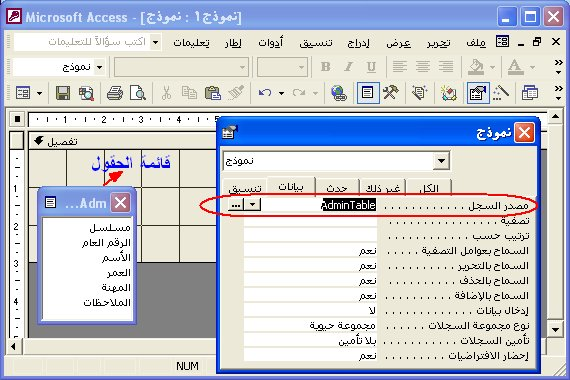 Microsoft Access - [نموذج1 : نموذج]
ملف تحرير عرض إدراج تنسيق أدوات إطار تعليمات اكتب سؤالاً للتعليمات
نموذج
B I U
1 2 3 4 5
تفصيل
قائمة الحقول
...Adm
مسلسل
الرقم العام
الأسم
العمر
المهنة
الملاحظات
نموذج
نموذج
تنسيق بيانات حدث غير ذلك الكل
مصدر السجل . . . . . . . . . . . . AdminTable
تصفية . . . . . . . . . . . . . . . .
ترتيب حسب . . . . . . . . . . . .
السماح بعوامل التصفية . . . . . نعم
السماح بالتحرير . . . . . . . . . . نعم
السماح بالحذف . . . . . . . . . . نعم
السماح بالإضافة . . . . . . . . . . نعم
إدخال بيانات . . . . . . . . . . . . لا
نوع مجموعة السجلات . . . . . . مجموعة حيوية
تأمين السجلات . . . . . . . . . . بلا تأمين
إحضار الافتراضيات . . . . . . . . نعم
NUM